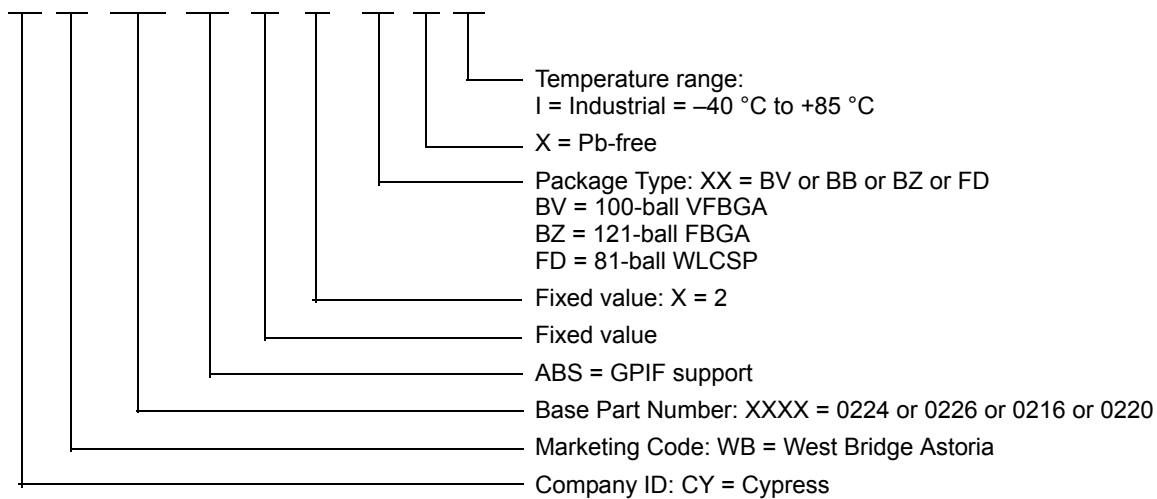 Temperature range:
I = Industrial = –40 °C to +85 °C
X = Pb-free
Package Type: XX = BV or BB or BZ or FD
BV = 100-ball VFBGA
BZ = 121-ball FBGA
FD = 81-ball WLCSP
Fixed value: X = 2
Fixed value
ABS = GPIF support
Base Part Number: XXXX = 0224 or 0226 or 0216 or 0220
Marketing Code: WB = West Bridge Astoria
Company ID: CY = Cypress